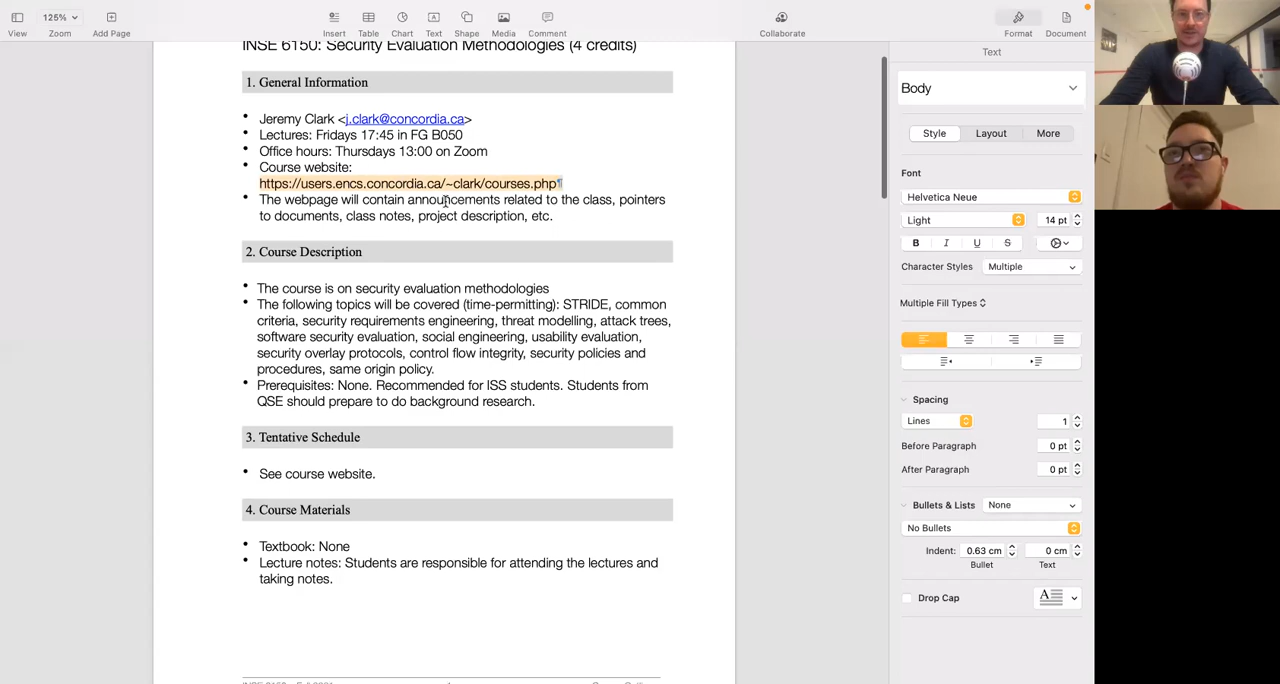 125%
View
Zoom
Add Page
Insert
Table
Chart
Text
Shape
Media
Comment
Collaborate
Format
Document
INSE 6150: Security Evaluation Methodologies (4 credits)
1. General Information
• Jeremy Clark <j.clark@concordia.ca>
• Lectures: Fridays 17:45 in FG B050
• Office hours: Thursdays 13:00 on Zoom
• Course website:
https://users.encs.concordia.ca/~clark/courses.php¶
• The webpage will contain announcements related to the class, pointers
to documents, class notes, project description, etc.
2. Course Description
• The course is on security evaluation methodologies
• The following topics will be covered (time-permitting): STRIDE, common
criteria, security requirements engineering, threat modelling, attack trees,
software security evaluation, social engineering, usability evaluation,
security overlay protocols, control flow integrity, security policies and
procedures, same origin policy.
• Prerequisites: None. Recommended for ISS students. Students from
QSE should prepare to do background research.
3. Tentative Schedule
• See course website.
4. Course Materials
• Textbook: None
• Lecture notes: Students are responsible for attending the lectures and
taking notes.
Text
Body
Style
Layout
More
Font
Helvetica Neue
Light
14 pt
B I U S
Character Styles
Multiple
Multiple Fill Types
Spacing
Lines
1
Before Paragraph
0 pt
After Paragraph
0 pt
Bullets & Lists
None
No Bullets
Indent:
0.63 cm
0 cm
Bullet
Text
Drop Cap
A